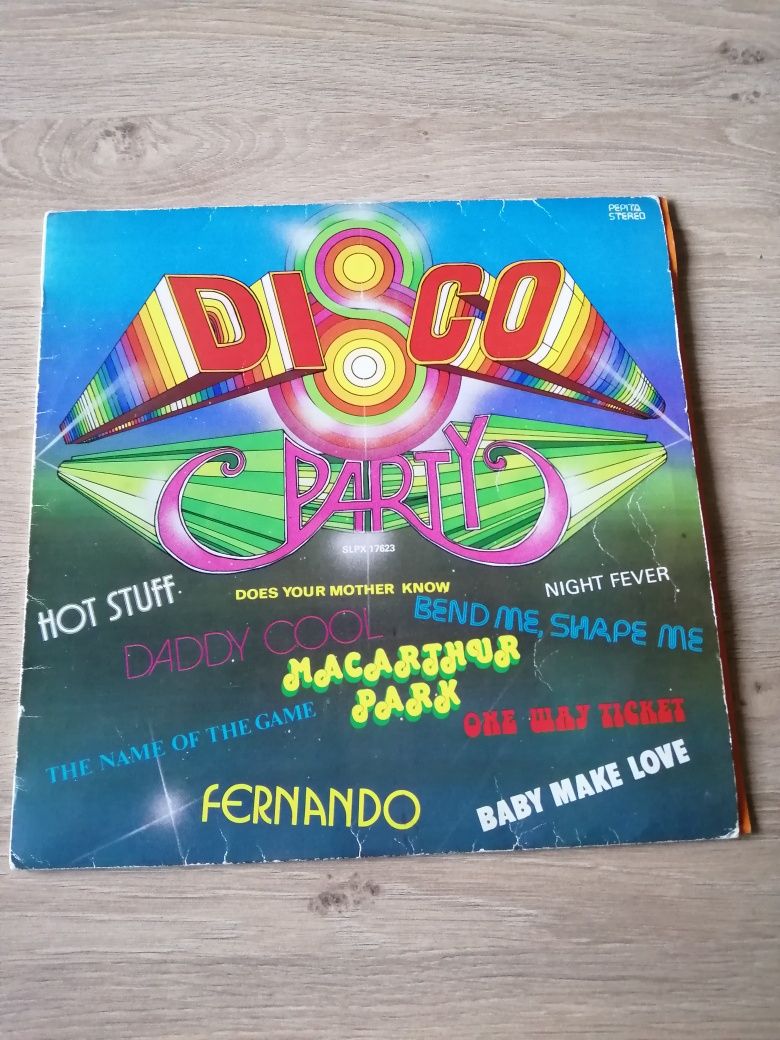 PEPITA
STEREO
DISCO
PARTY
SLPX 17623
HOT STUFF
DOES YOUR MOTHER KNOW
NIGHT FEVER
DADDY COOL
BEND ME, SHAPE ME
MACARTHUR
PARK
ONE WAY TICKET
THE NAME OF THE GAME
FERNANDO
BABY MAKE LOVE